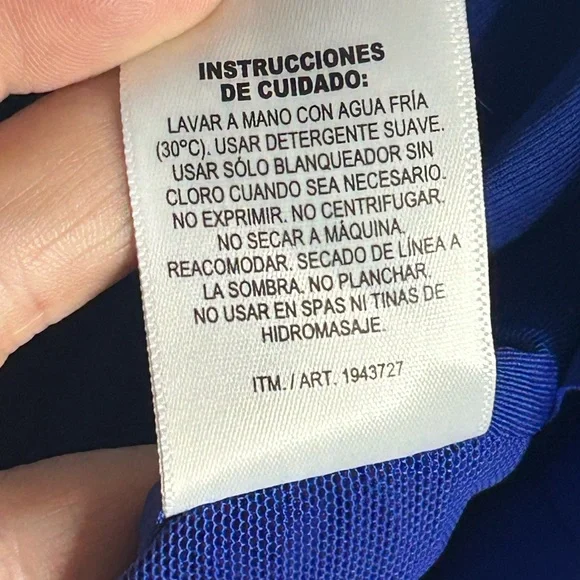 INSTRUCCIONES
DE CUIDADO:
LAVAR A MANO CON AGUA FRÍA
(30°C). USAR DETERGENTE SUAVE.
USAR SÓLO BLANQUEADOR SIN
CLORO CUANDO SEA NECESARIO.
NO EXPRIMIR. NO CENTRIFUGAR.
NO SECAR A MÁQUINA.
REACOMODAR. SECADO DE LÍNEA A
LA SOMBRA. NO PLANCHAR.
NO USAR EN SPAS NI TINAS DE
HIDROMASAJE.
ITM. / ART. 1943727